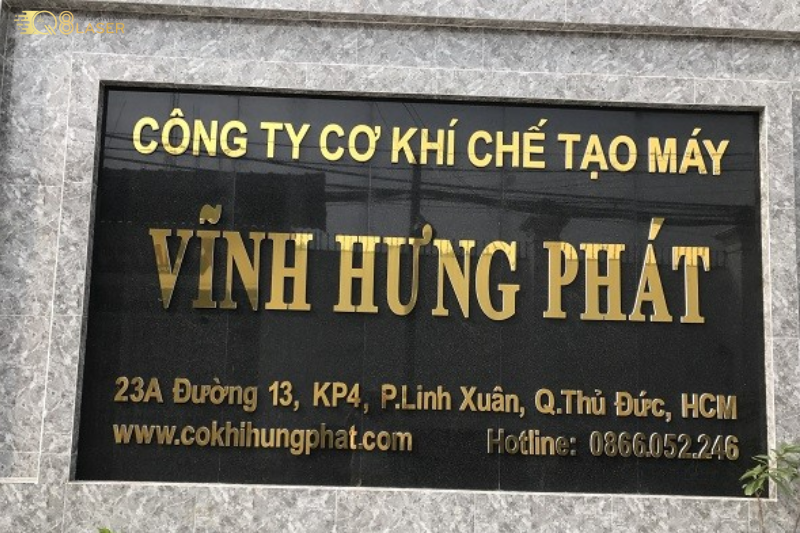 Q8LASER
CÔNG TY CƠ KHÍ CHẾ TẠO MÁY
VĨNH HƯNG PHÁT
23A Đường 13, KP4, P.Linh Xuân, Q.Thủ Đức, HCM
www.cokhihungphat.com Hotline: 0866.052.246